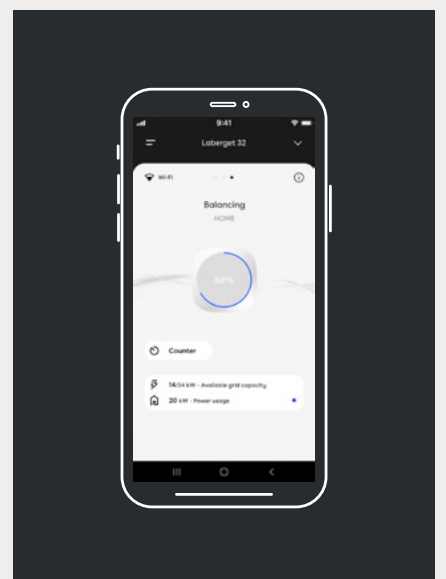 9:41
Laberget 32
Wi-Fi
Balancing
HOME
68%
Counter
14/34 kW - Available grid capacity
20 kW - Power usage